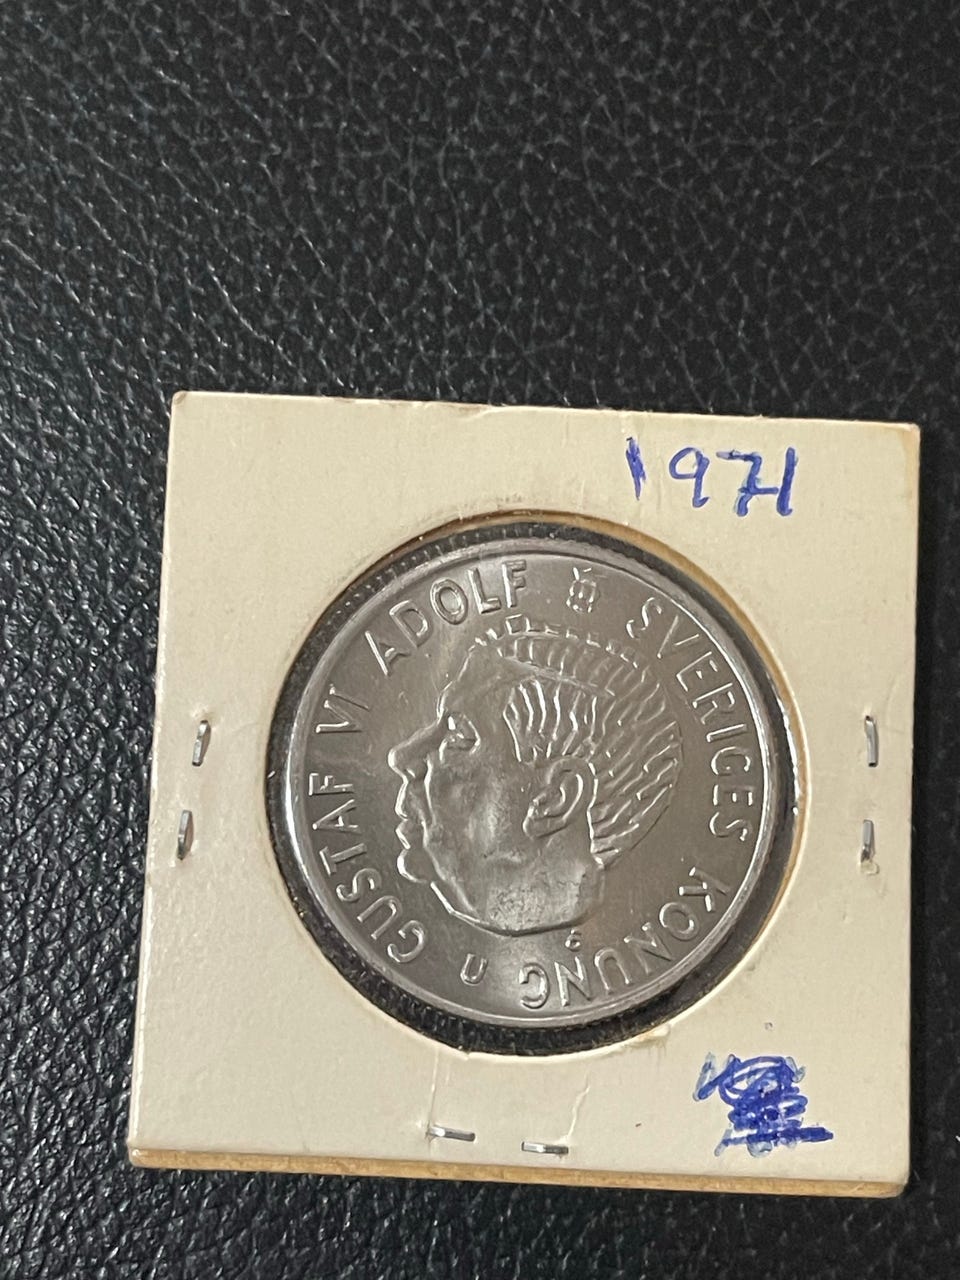 1971
GUSTAF VI ADOLF SVERIGES KONUNG
U